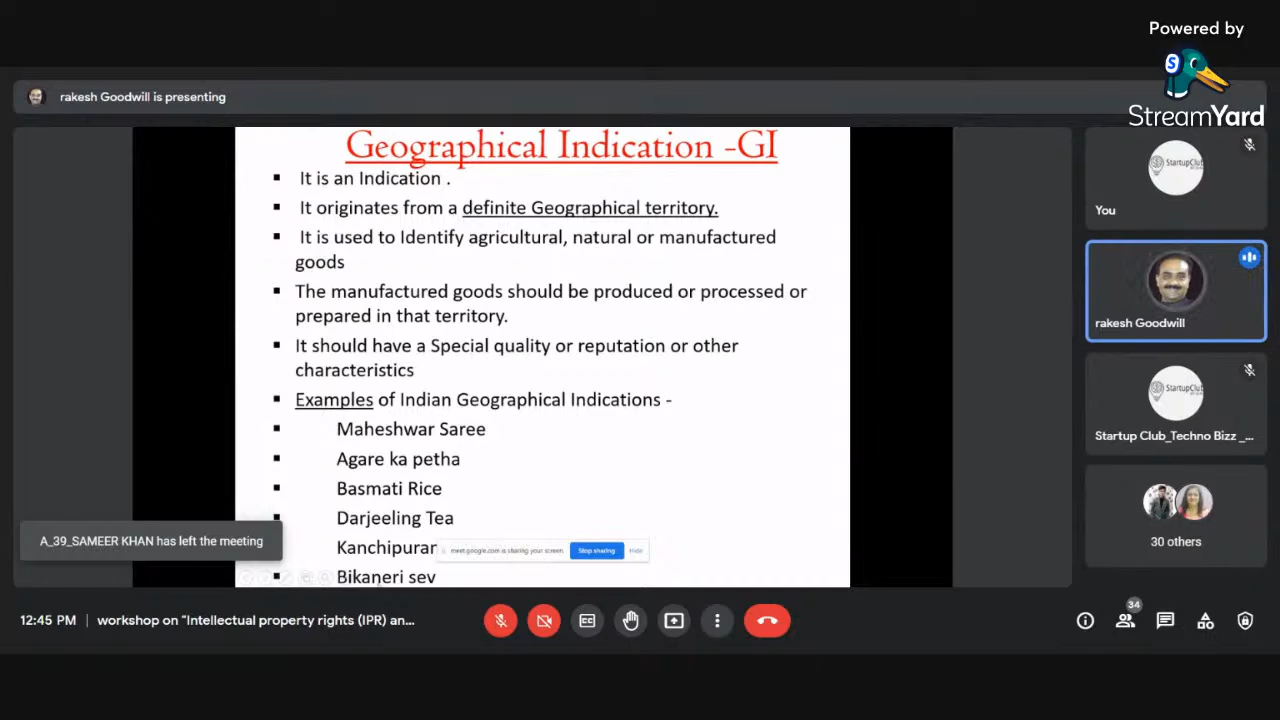 Powered by
StreamYard
rakesh Goodwill is presenting
Geographical Indication -GI
▪ It is an Indication .
▪ It originates from a definite Geographical territory.
▪ It is used to Identify agricultural, natural or manufactured
goods
▪ The manufactured goods should be produced or processed or
prepared in that territory.
▪ It should have a Special quality or reputation or other
characteristics
▪ Examples of Indian Geographical Indications -
▪ Maheshwar Saree
▪ Agare ka petha
▪ Basmati Rice
▪ Darjeeling Tea
▪ Bikaneri sev
meet.google.com is sharing your screen.
Stop sharing
Hide
A_39_SAMEER KHAN has left the meeting
StartupClub
You
rakesh Goodwill
StartupClub
Startup Club_Techno Bizz _...
30 others
12:45 PM | workshop on "Intellectual property rights (IPR) an...
34